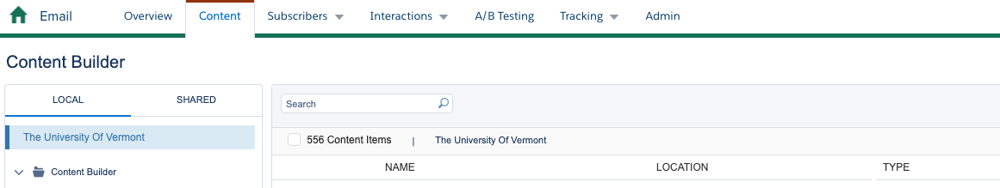 Email Overview Content Subscribers Interactions A/B Testing Tracking Admin
Content Builder
LOCAL SHARED
Search
The University Of Vermont
556 Content Items | The University Of Vermont
Content Builder
NAME LOCATION TYPE